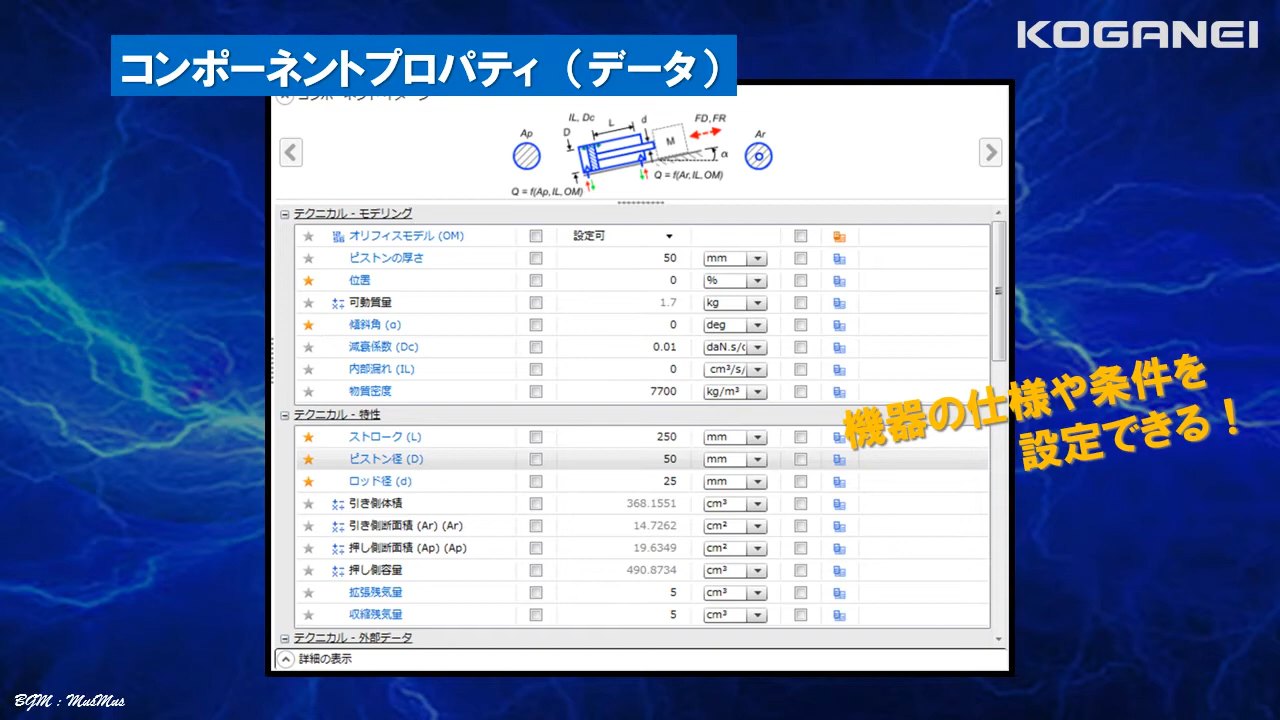 KOGANEI
コンポーネントプロパティ（データ）
IL, Dc
L
d
FD, FR
Ap
D
M
Ar
α
Q = f(Ar, IL, OM)
Q = f(Ap, IL, OM)
テクニカル - モデリング
オリフィスモデル (OM) 設定可
ピストンの厚さ 50 mm
位置 0 %
可動質量 1.7 kg
傾斜角 (α) 0 deg
減衰係数 (Dc) 0.01 daN.s/
内部漏れ (IL) 0 cm³/s/
物質密度 7700 kg/m³
テクニカル - 特性
ストローク (L) 250 mm
ピストン径 (D) 50 mm
ロッド径 (d) 25 mm
引き側体積 368.1551 cm³
引き側断面積 (Ar) (Ar) 14.7262 cm²
押し側断面積 (Ap) (Ap) 19.6349 cm²
押し側容量 490.8734 cm³
拡張残気量 5 cm³
収縮残気量 5 cm³
テクニカル - 外部データ
詳細の表示
機器の仕様や条件を
設定できる！
BGM : MusMus